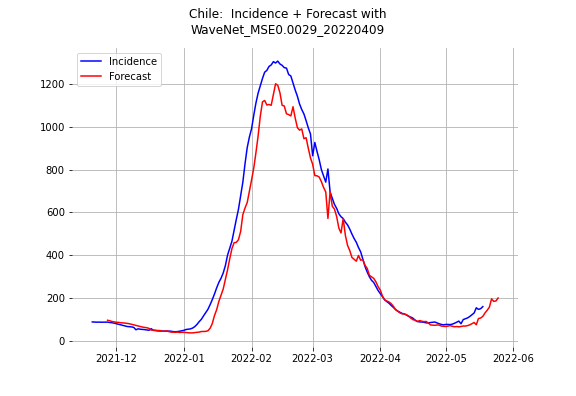 Chile:  Incidence + Forecast with
WaveNet_MSE0.0029_20220409
Incidence
Forecast
1200
1000
800
600
400
200
0
2021-12 2022-01 2022-02 2022-03 2022-04 2022-05 2022-06